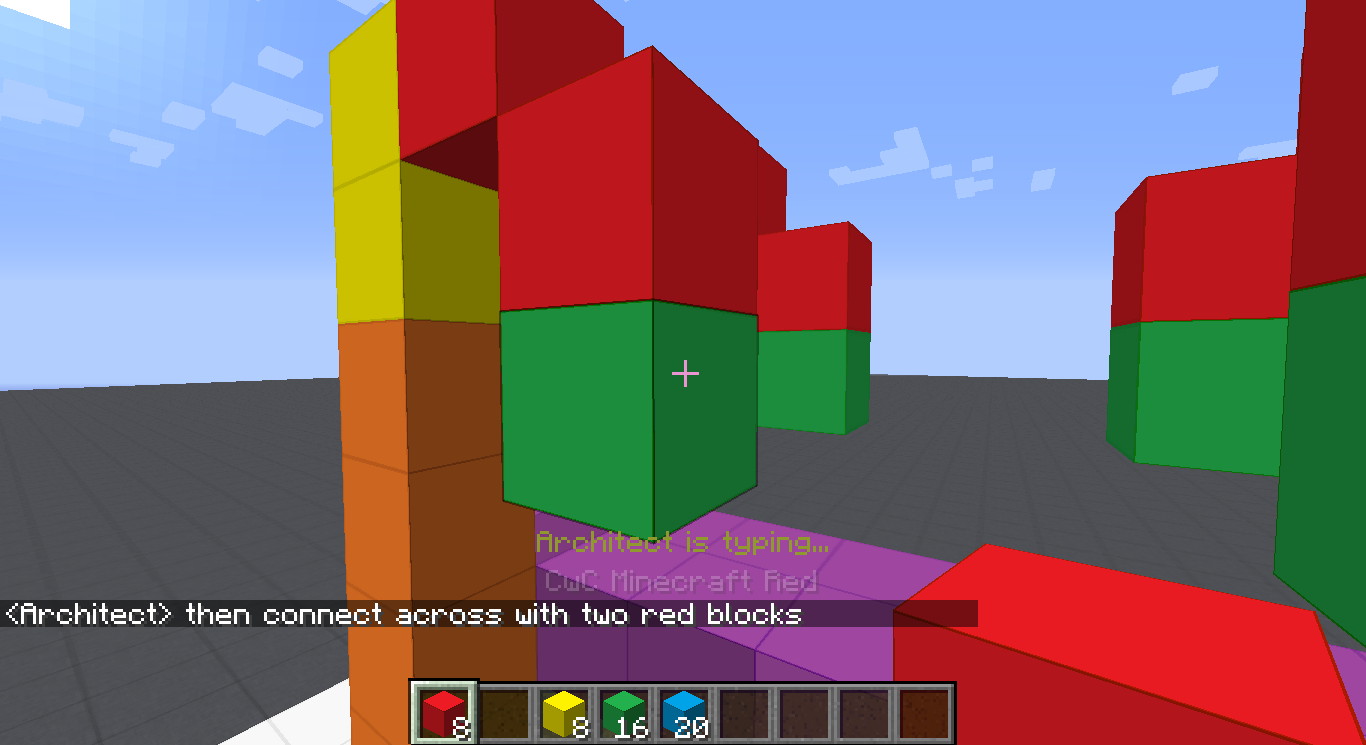 Architect is typing...
CwC Minecraft Red
<Architect> then connect across with two red blocks
8 8 16 20